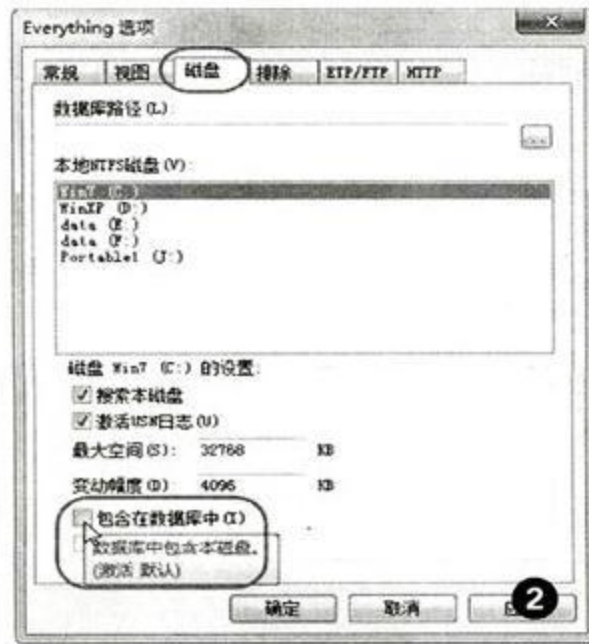 Everything 选项
常规 视图 磁盘 排除 ETP/FTP HTTP
数据库路径(L)
...
本地NTFS磁盘(V):
Win7 (C:)
WinXP (D:)
data (E:)
data (F:)
Portable1 (J:)
磁盘 Win7 (C:) 的设置:
搜索本磁盘
激活USN日志(U)
最大空间(S): 32768 KB
变动幅度(D) 4096 KB
包含在数据库中(I)
数据库中包含本磁盘。
(激活 默认)
确定 取消
2